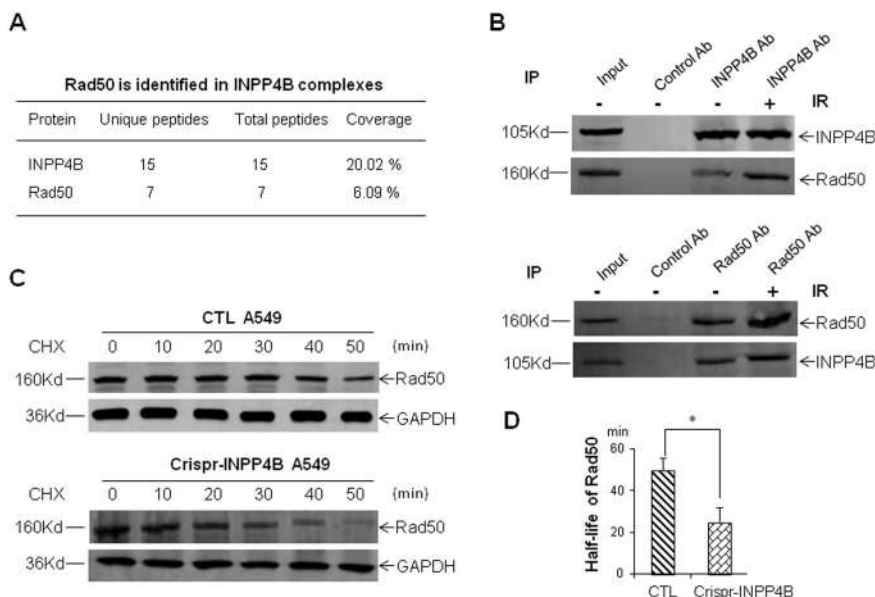 A
Rad50 is identified in INPP4B complexes
Protein Unique peptides Total peptides Coverage
INPP4B 15 15 20.02 %
Rad50 7 7 6.09 %
B
IP Input Control Ab INPP4B Ab INPP4B Ab
- - - + IR
105Kd ←INPP4B
160Kd ←Rad50
IP Input Control Ab Rad50 Ab Rad50 Ab
- - - + IR
160Kd ←Rad50
105Kd ←INPP4B
C
CTL A549
CHX 0 10 20 30 40 50 (min)
160Kd ←Rad50
36Kd ←GAPDH
Crispr-INPP4B A549
CHX 0 10 20 30 40 50 (min)
160Kd ←Rad50
36Kd ←GAPDH
D
min
*
Half-life of Rad50
60
40
20
0
CTL Crispr-INPP4B